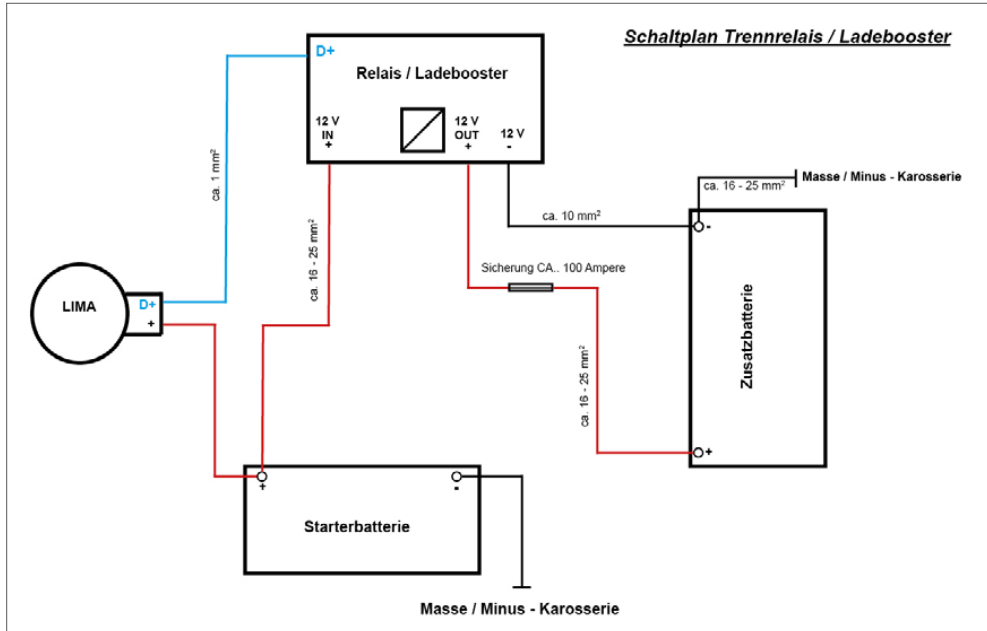 Schaltplan Trennrelais / Ladebooster
D+
Relais / Ladebooster
12 V
IN
+
12 V
OUT
+
12 V
-
ca. 1 mm²
ca. 16 - 25 mm²
ca. 10 mm²
ca. 16 - 25 mm²
Masse / Minus - Karosserie
Sicherung CA.. 100 Ampere
LIMA
D+
+
ca. 16 - 25 mm²
Zusatzbatterie
-
+
+
-
Starterbatterie
Masse / Minus - Karosserie